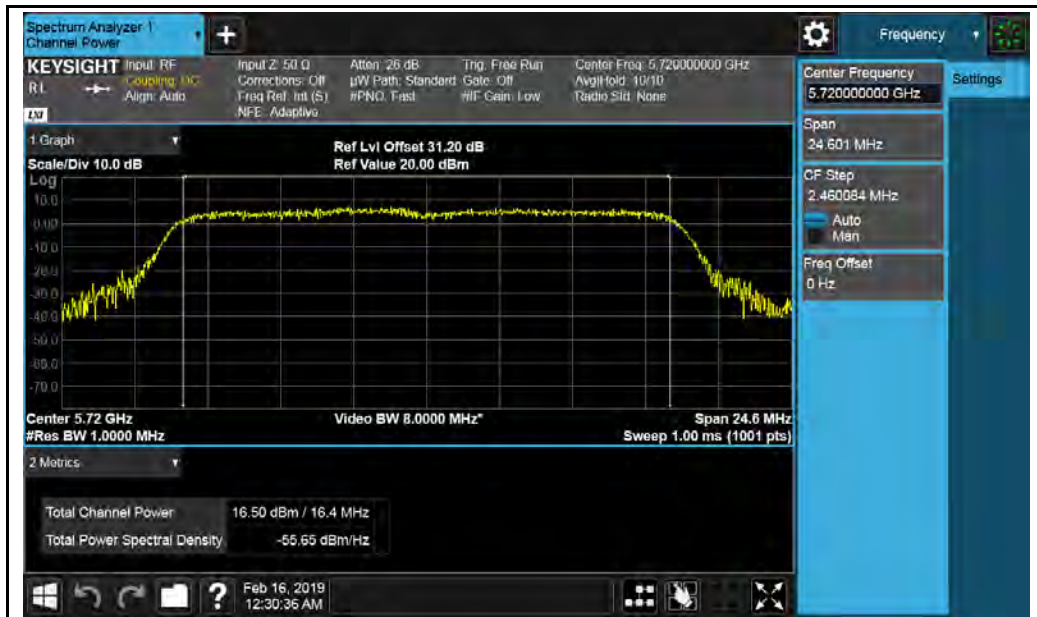 Spectrum Analyzer 1
Channel Power
+
Frequency
KEYSIGHT Input: RF
RL
Coupling: DC
Align: Auto
LXI
Input Z: 50 Ω
Corrections: Off
Freq Ref: Int (S)
NFE: Adaptive
Atten: 26 dB
µW Path: Standard
#PNO: Fast
Trig: Free Run
Gate: Off
#IF Gain: Low
Center Freq: 5.720000000 GHz
Avg|Hold: 10/10
Radio Std: None
Center Frequency
5.720000000 GHz
Settings
Span
24.601 MHz
CF Step
2.460084 MHz
Auto
Man
Freq Offset
0 Hz
1 Graph
Scale/Div 10.0 dB
Ref Lvl Offset 31.20 dB
Ref Value 20.00 dBm
Log
10.0
0.00
-10.0
-20.0
-30.0
-40.0
-50.0
-60.0
-70.0
Center 5.72 GHz
#Res BW 1.0000 MHz
Video BW 8.0000 MHz*
Span 24.6 MHz
Sweep 1.00 ms (1001 pts)
2 Metrics
Total Channel Power 16.50 dBm / 16.4 MHz
Total Power Spectral Density -55.65 dBm/Hz
?
Feb 16, 2019
12:30:36 AM